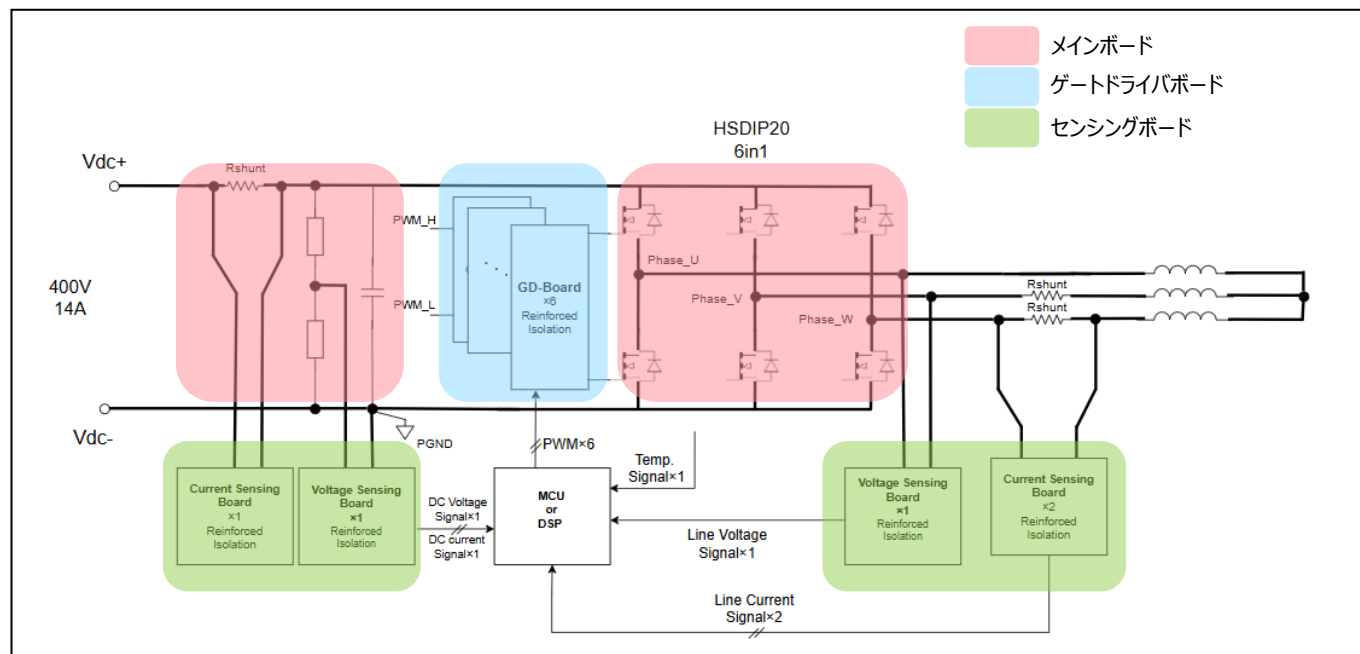 メインボード
ゲートドライバボード
センシングボード
HSDIP20
6in1
Vdc+
Rshunt
PWM_H
Phase_U
400V
14A
GD-Board
×6
Reinforced
Isolation
PWM_L
Phase_V
Rshunt
Rshunt
Phase_W
Vdc-
PGND
PWM×6
Temp.
Signal×1
Current Sensing
Board
×1
Reinforced
Isolation
Voltage Sensing
Board
×1
Reinforced
Isolation
DC Voltage
Signal×1
DC current
Signal×1
MCU
or
DSP
Line Voltage
Signal×1
Voltage Sensing
Board
×1
Reinforced
Isolation
Current Sensing
Board
×2
Reinforced
Isolation
Line Current
Signal×2